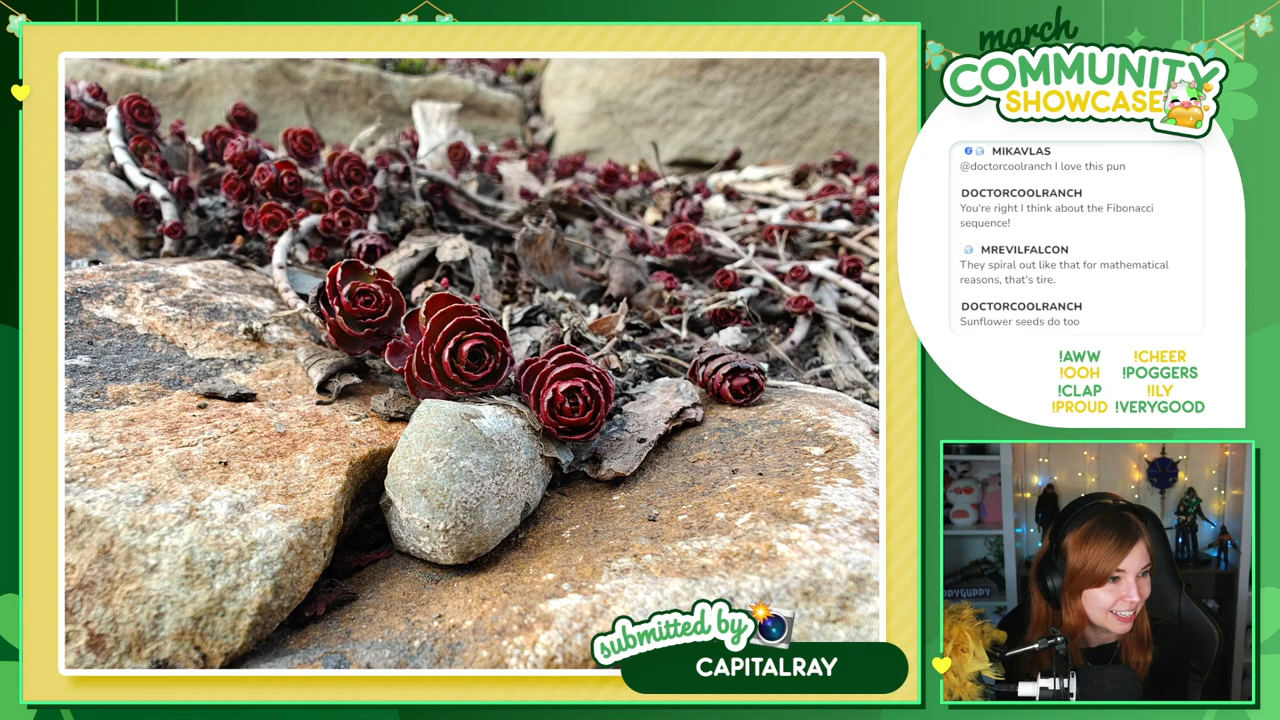 march
COMMUNITY
SHOWCASE
MIKAVLAS
@doctorcoolranch I love this pun
DOCTORCOOLRANCH
You're right I think about the Fibonacci
sequence!
MREVILFALCON
They spiral out like that for mathematical
reasons, that's tire.
DOCTORCOOLRANCH
Sunflower seeds do too
!AWW !CHEER
!OOH !POGGERS
!CLAP !ILY
!PROUD !VERYGOOD
submitted by
CAPITALRAY